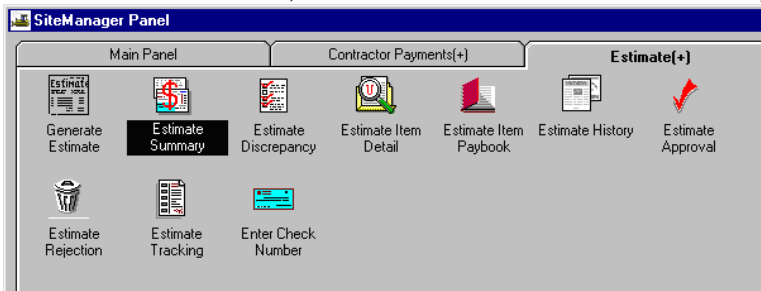 SiteManager Panel
Main Panel
Contractor Payments(+)
Estimate(+)
Estimate
Generate
Estimate
Estimate
Summary
Estimate
Discrepancy
Estimate Item
Detail
Estimate Item
Paybook
Estimate History
Estimate
Approval
Estimate
Rejection
Estimate
Tracking
Enter Check
Number